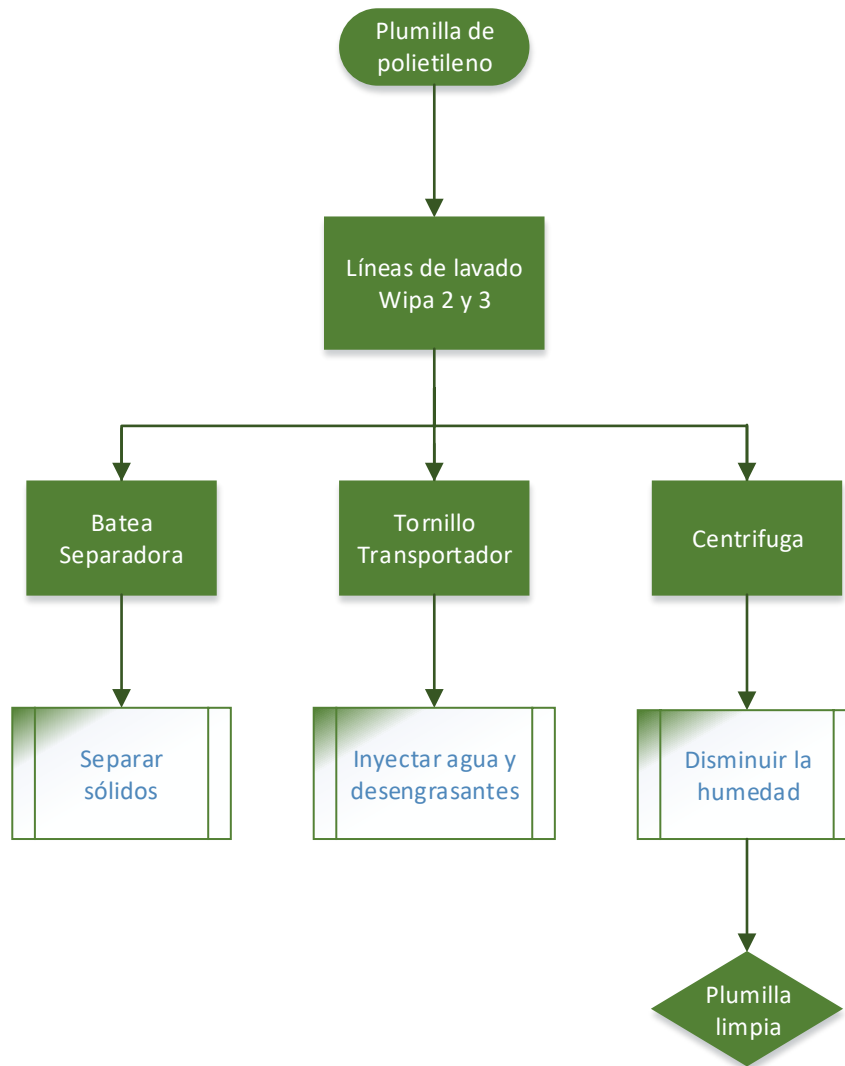 Plumilla de
polietileno
Líneas de lavado
Wipa 2 y 3
Batea
Separadora
Tornillo
Transportador
Centrifuga
Separar
sólidos
Inyectar agua y
desengrasantes
Disminuir la
humedad
Plumilla
limpia